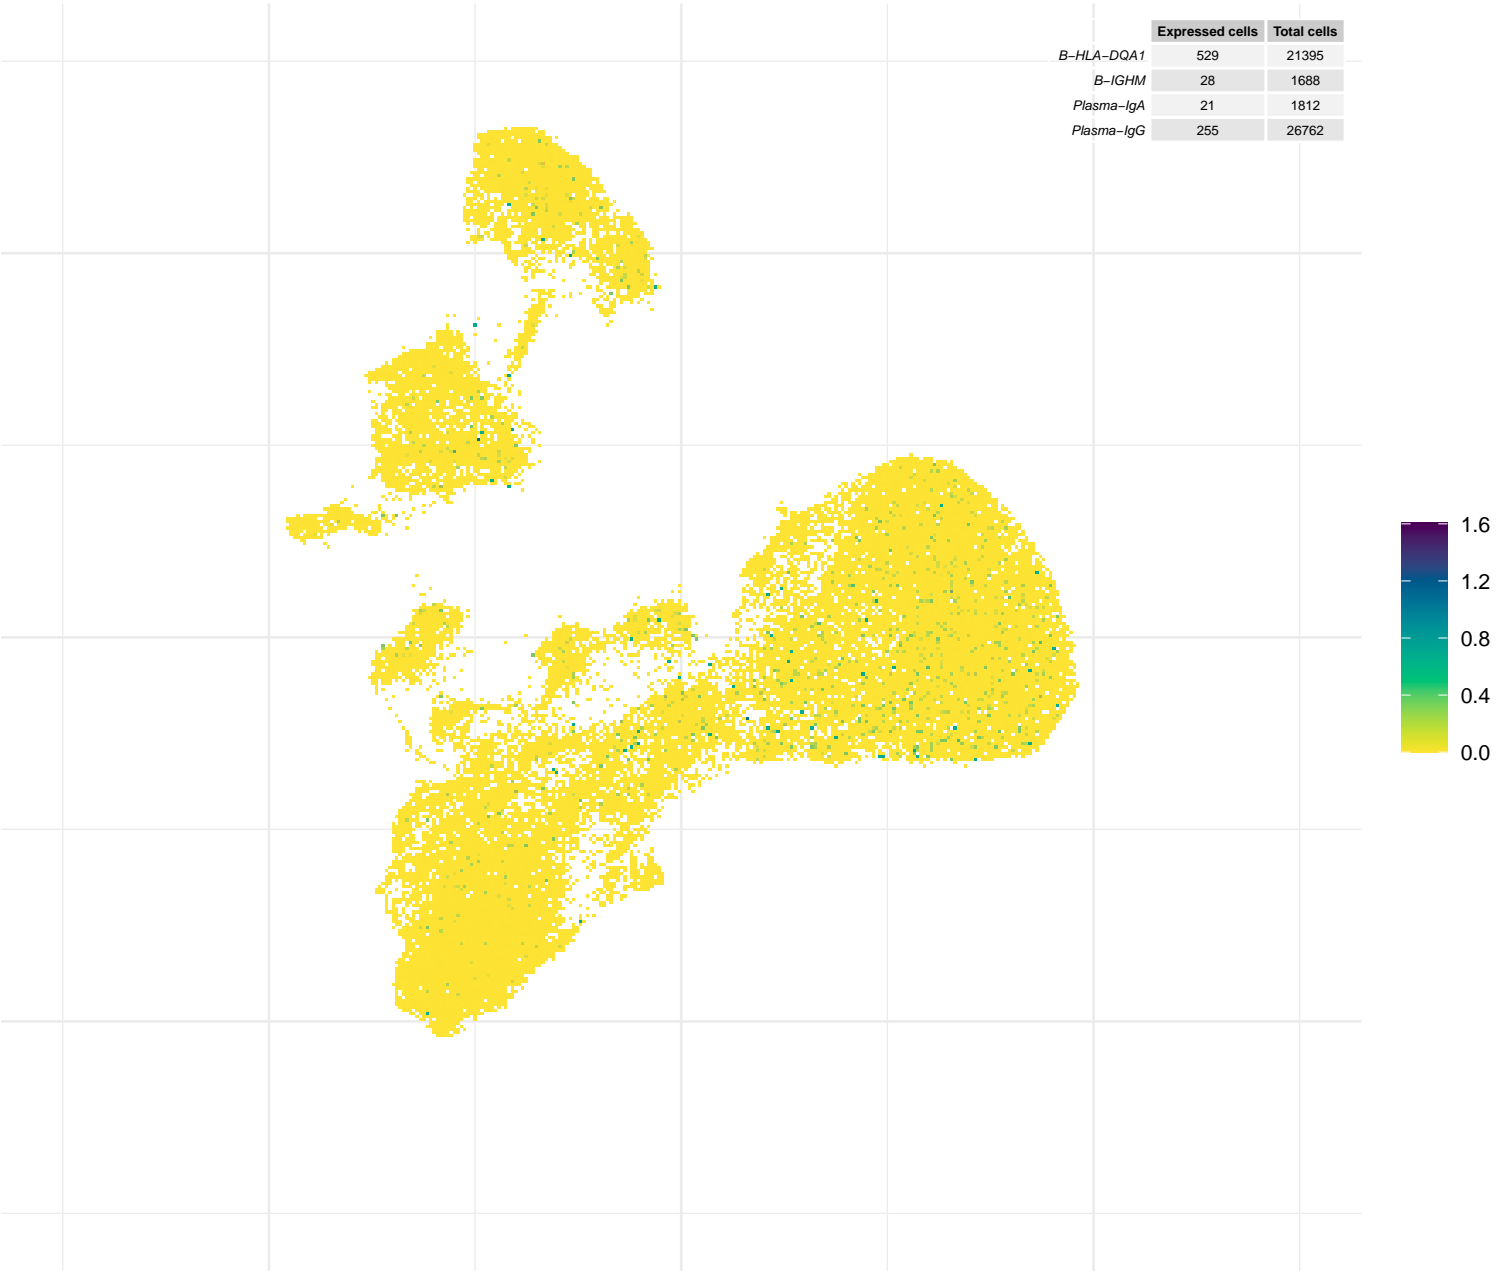 Expressed cells Total cells
B−HLA−DQA1 529 21395
B−IGHM 28 1688
Plasma−IgA 21 1812
Plasma−IgG 255 26762
1.6
1.2
0.8
0.4
0.0